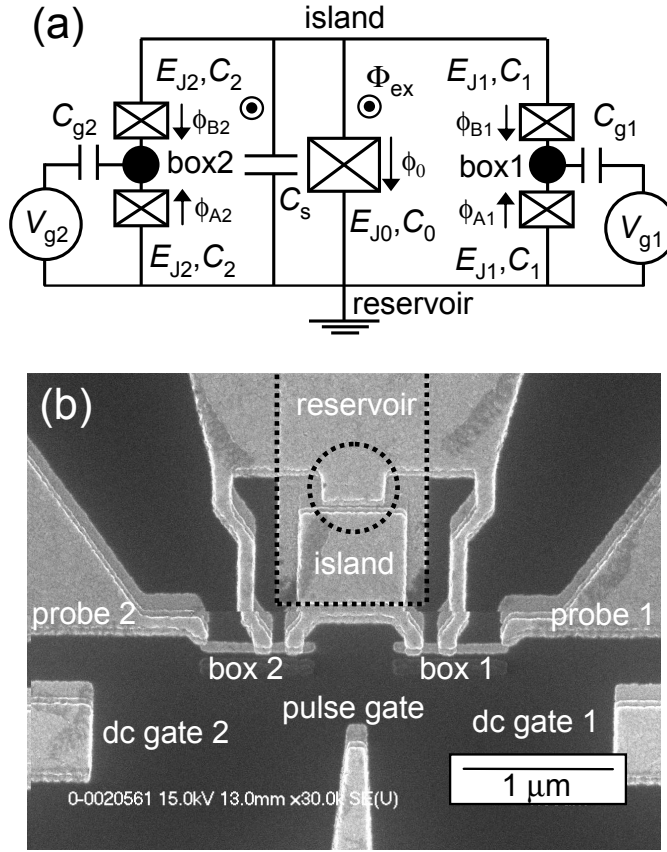 (a)
island
E_J2,C_2
Φ_ex
E_J1,C_1
C_g2
ϕ_B2
ϕ_B1
C_g1
box2
ϕ_0
box1
V_g2
ϕ_A2
C_s
ϕ_A1
V_g1
E_J2,C_2
E_J0,C_0
E_J1,C_1
reservoir
(b)
reservoir
island
probe 2
probe 1
box 2
box 1
pulse gate
dc gate 2
dc gate 1
1 μm
0-0020561 15.0kV 13.0mm x30.0k SE(U)